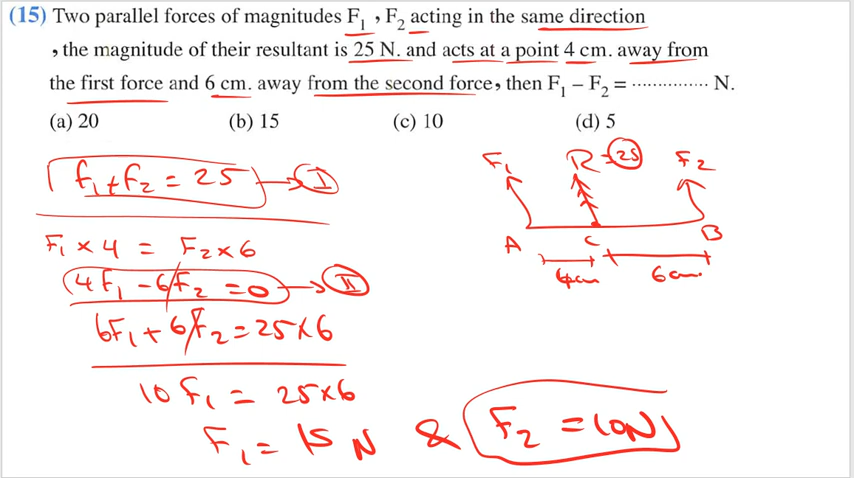 (15) Two parallel forces of magnitudes F₁ , F₂ acting in the same direction
, the magnitude of their resultant is 25 N. and acts at a point 4 cm. away from
the first force and 6 cm. away from the second force, then F₁ – F₂ = ·············· N.
(a) 20 (b) 15 (c) 10 (d) 5
f₁ + f₂ = 25 → I
F₁ × 4 = F₂ × 6
4F₁ - 6F₂ = 0 → II
6F₁ + 6F₂ = 25×6
10 F₁ = 25×6
F₁ = 15 N & F₂ = 10N
F₁ R = 25 F₂
A C B
4cm 6cm